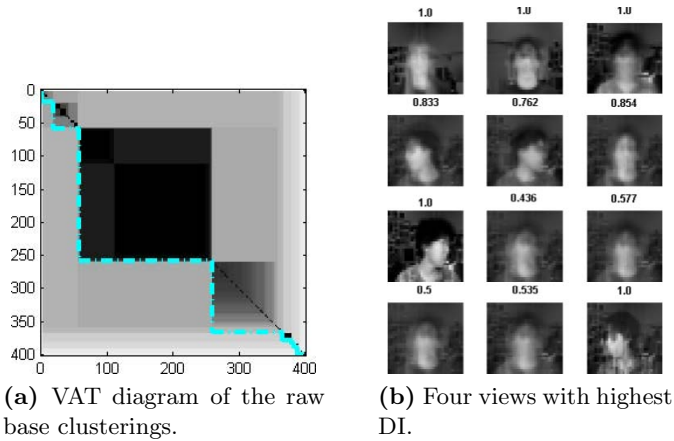 0
50
100
150
200
250
300
350
400
0 100 200 300 400
(a) VAT diagram of the raw
base clusterings.
1.0 1.0 1.0
0.833 0.762 0.854
1.0 0.436 0.577
0.5 0.535 1.0
(b) Four views with highest
DI.